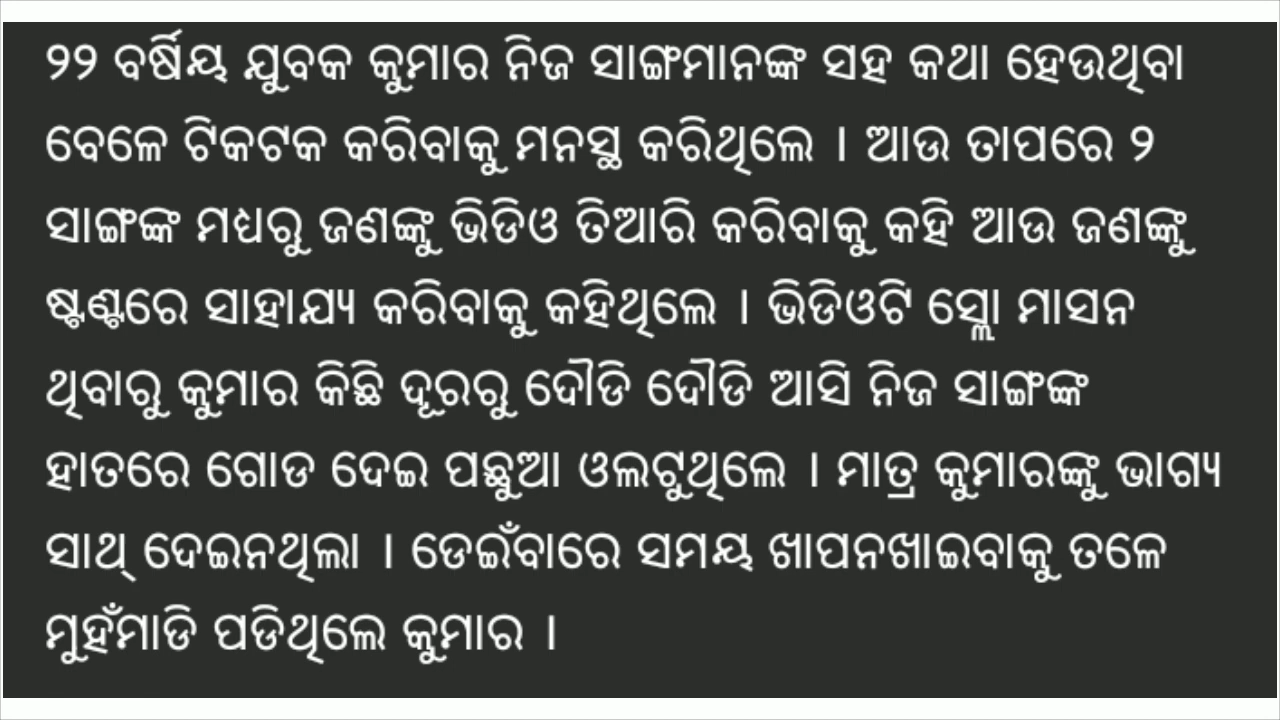 ୨୨ ବର୍ଷିୟ ଯୁବକ କୁମାର ନିଜ ସାଙ୍ଗମାନଙ୍କ ସହ କଥା ହେଉଥିବା
ବେଳେ ଟିକଟକ କରିବାକୁ ମନସ୍ଥ କରିଥିଲେ । ଆଉ ତାପରେ ୨
ସାଙ୍ଗଙ୍କ ମଧ୍ୟରୁ ଜଣଙ୍କୁ ଭିଡିଓ ତିଆରି କରିବାକୁ କହି ଆଉ ଜଣଙ୍କୁ
ଷ୍ଟଣ୍ଟରେ ସାହାଯ୍ୟ କରିବାକୁ କହିଥିଲେ । ଭିଡିଓଟି ସ୍ଲୋ ମାସନ
ଥିବାରୁ କୁମାର କିଛି ଦୂରରୁ ଦୌଡି ଦୌଡି ଆସି ନିଜ ସାଙ୍ଗଙ୍କ
ହାତରେ ଗୋଡ ଦେଇ ପଛୁଆ ଓଲଟୁଥିଲେ । ମାତ୍ର କୁମାରଙ୍କୁ ଭାଗ୍ୟ
ସାଥ୍ ଦେଇନଥିଲା । ଡେଇଁବାରେ ସମୟ ଖାପନଖାଇବାକୁ ତଳେ
ମୁହଁମାଡି ପଡିଥିଲେ କୁମାର ।